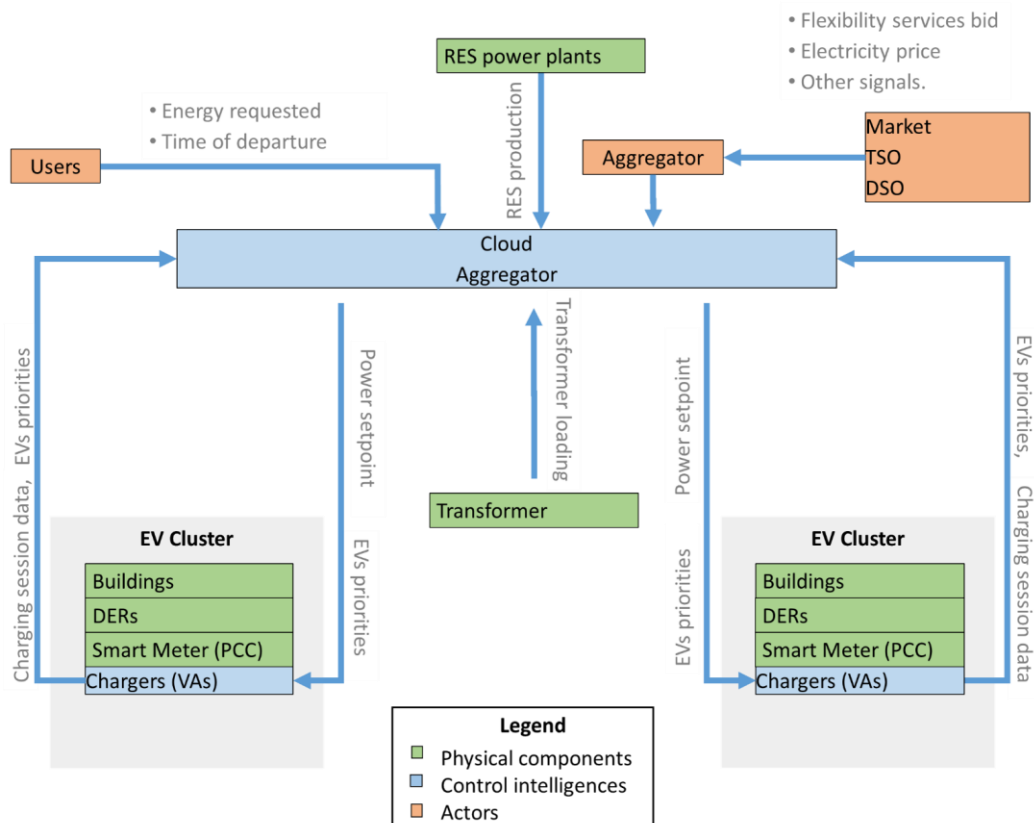 • Flexibility services bid
• Electricity price
• Other signals.
RES power plants
• Energy requested
• Time of departure
RES production
Market
TSO
DSO
Users
Aggregator
Cloud
Aggregator
Charging session data, EVs priorities
Power setpoint
EVs priorities
Transformer loading
Power setpoint
EVs priorities
EVs priorities, Charging session data
Transformer
EV Cluster
Buildings
DERs
Smart Meter (PCC)
Chargers (VAs)
EV Cluster
Buildings
DERs
Smart Meter (PCC)
Chargers (VAs)
Legend
Physical components
Control intelligences
Actors